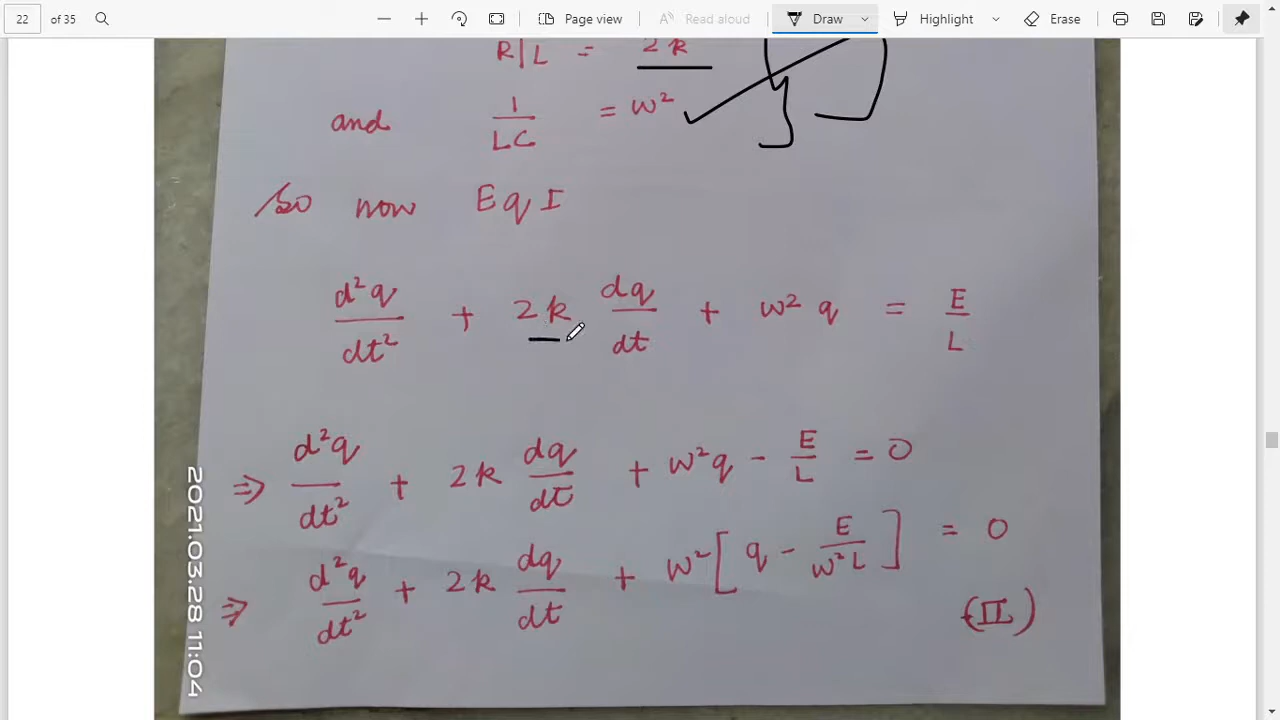 22 of 35 Page view Read aloud Draw Highlight Erase
R|L = 2k
and 1/LC = w²
So now Eq I
d²q/dt² + 2k dq/dt + w² q = E/L
⇒ d²q/dt² + 2k dq/dt + w²q - E/L = 0
⇒ d²q/dt² + 2k dq/dt + w²[q - E/w²L] = 0
(II)
2021.03.28 11:04